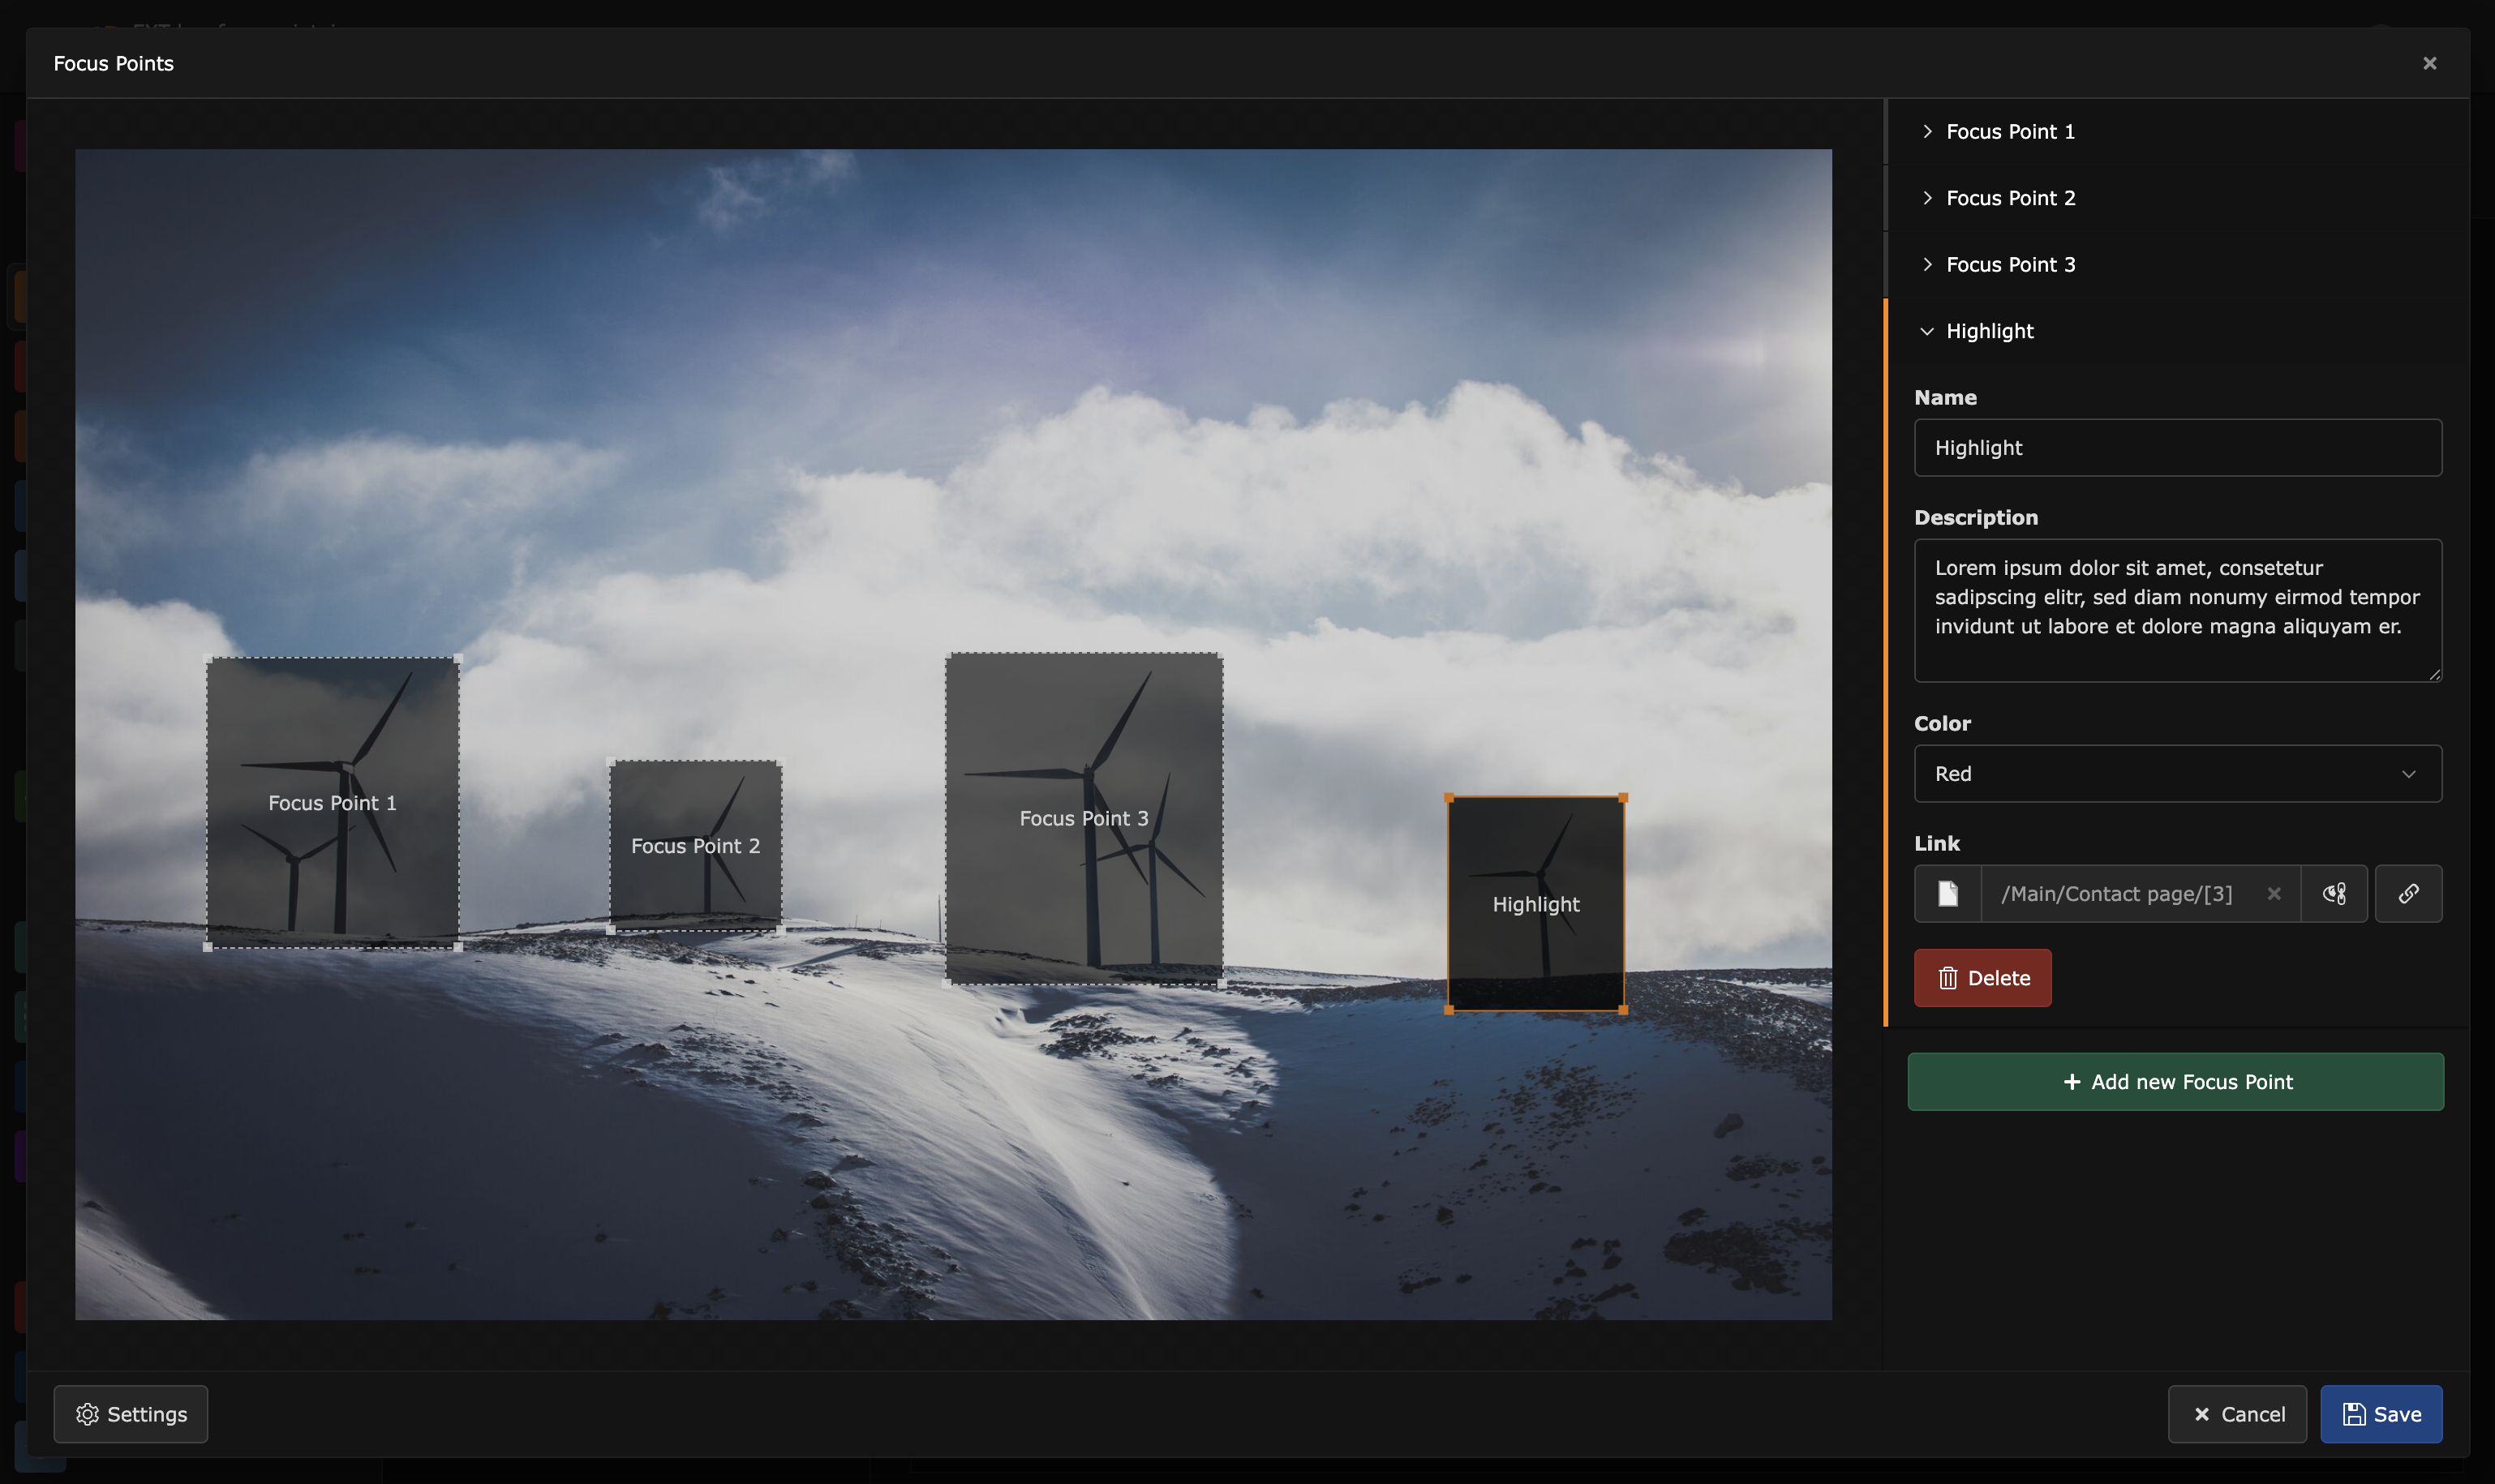 Focus Points
Focus Point 1
Focus Point 2
Focus Point 3
Highlight
Focus Point 1
Focus Point 2
Focus Point 3
Highlight
Name
Highlight
Description
Lorem ipsum dolor sit amet, consetetur
sadipscing elitr, sed diam nonumy eirmod tempor
invidunt ut labore et dolore magna aliquyam er.
Color
Red
Link
/Main/Contact page/[3]
Delete
Add new Focus Point
Settings
Cancel
Save